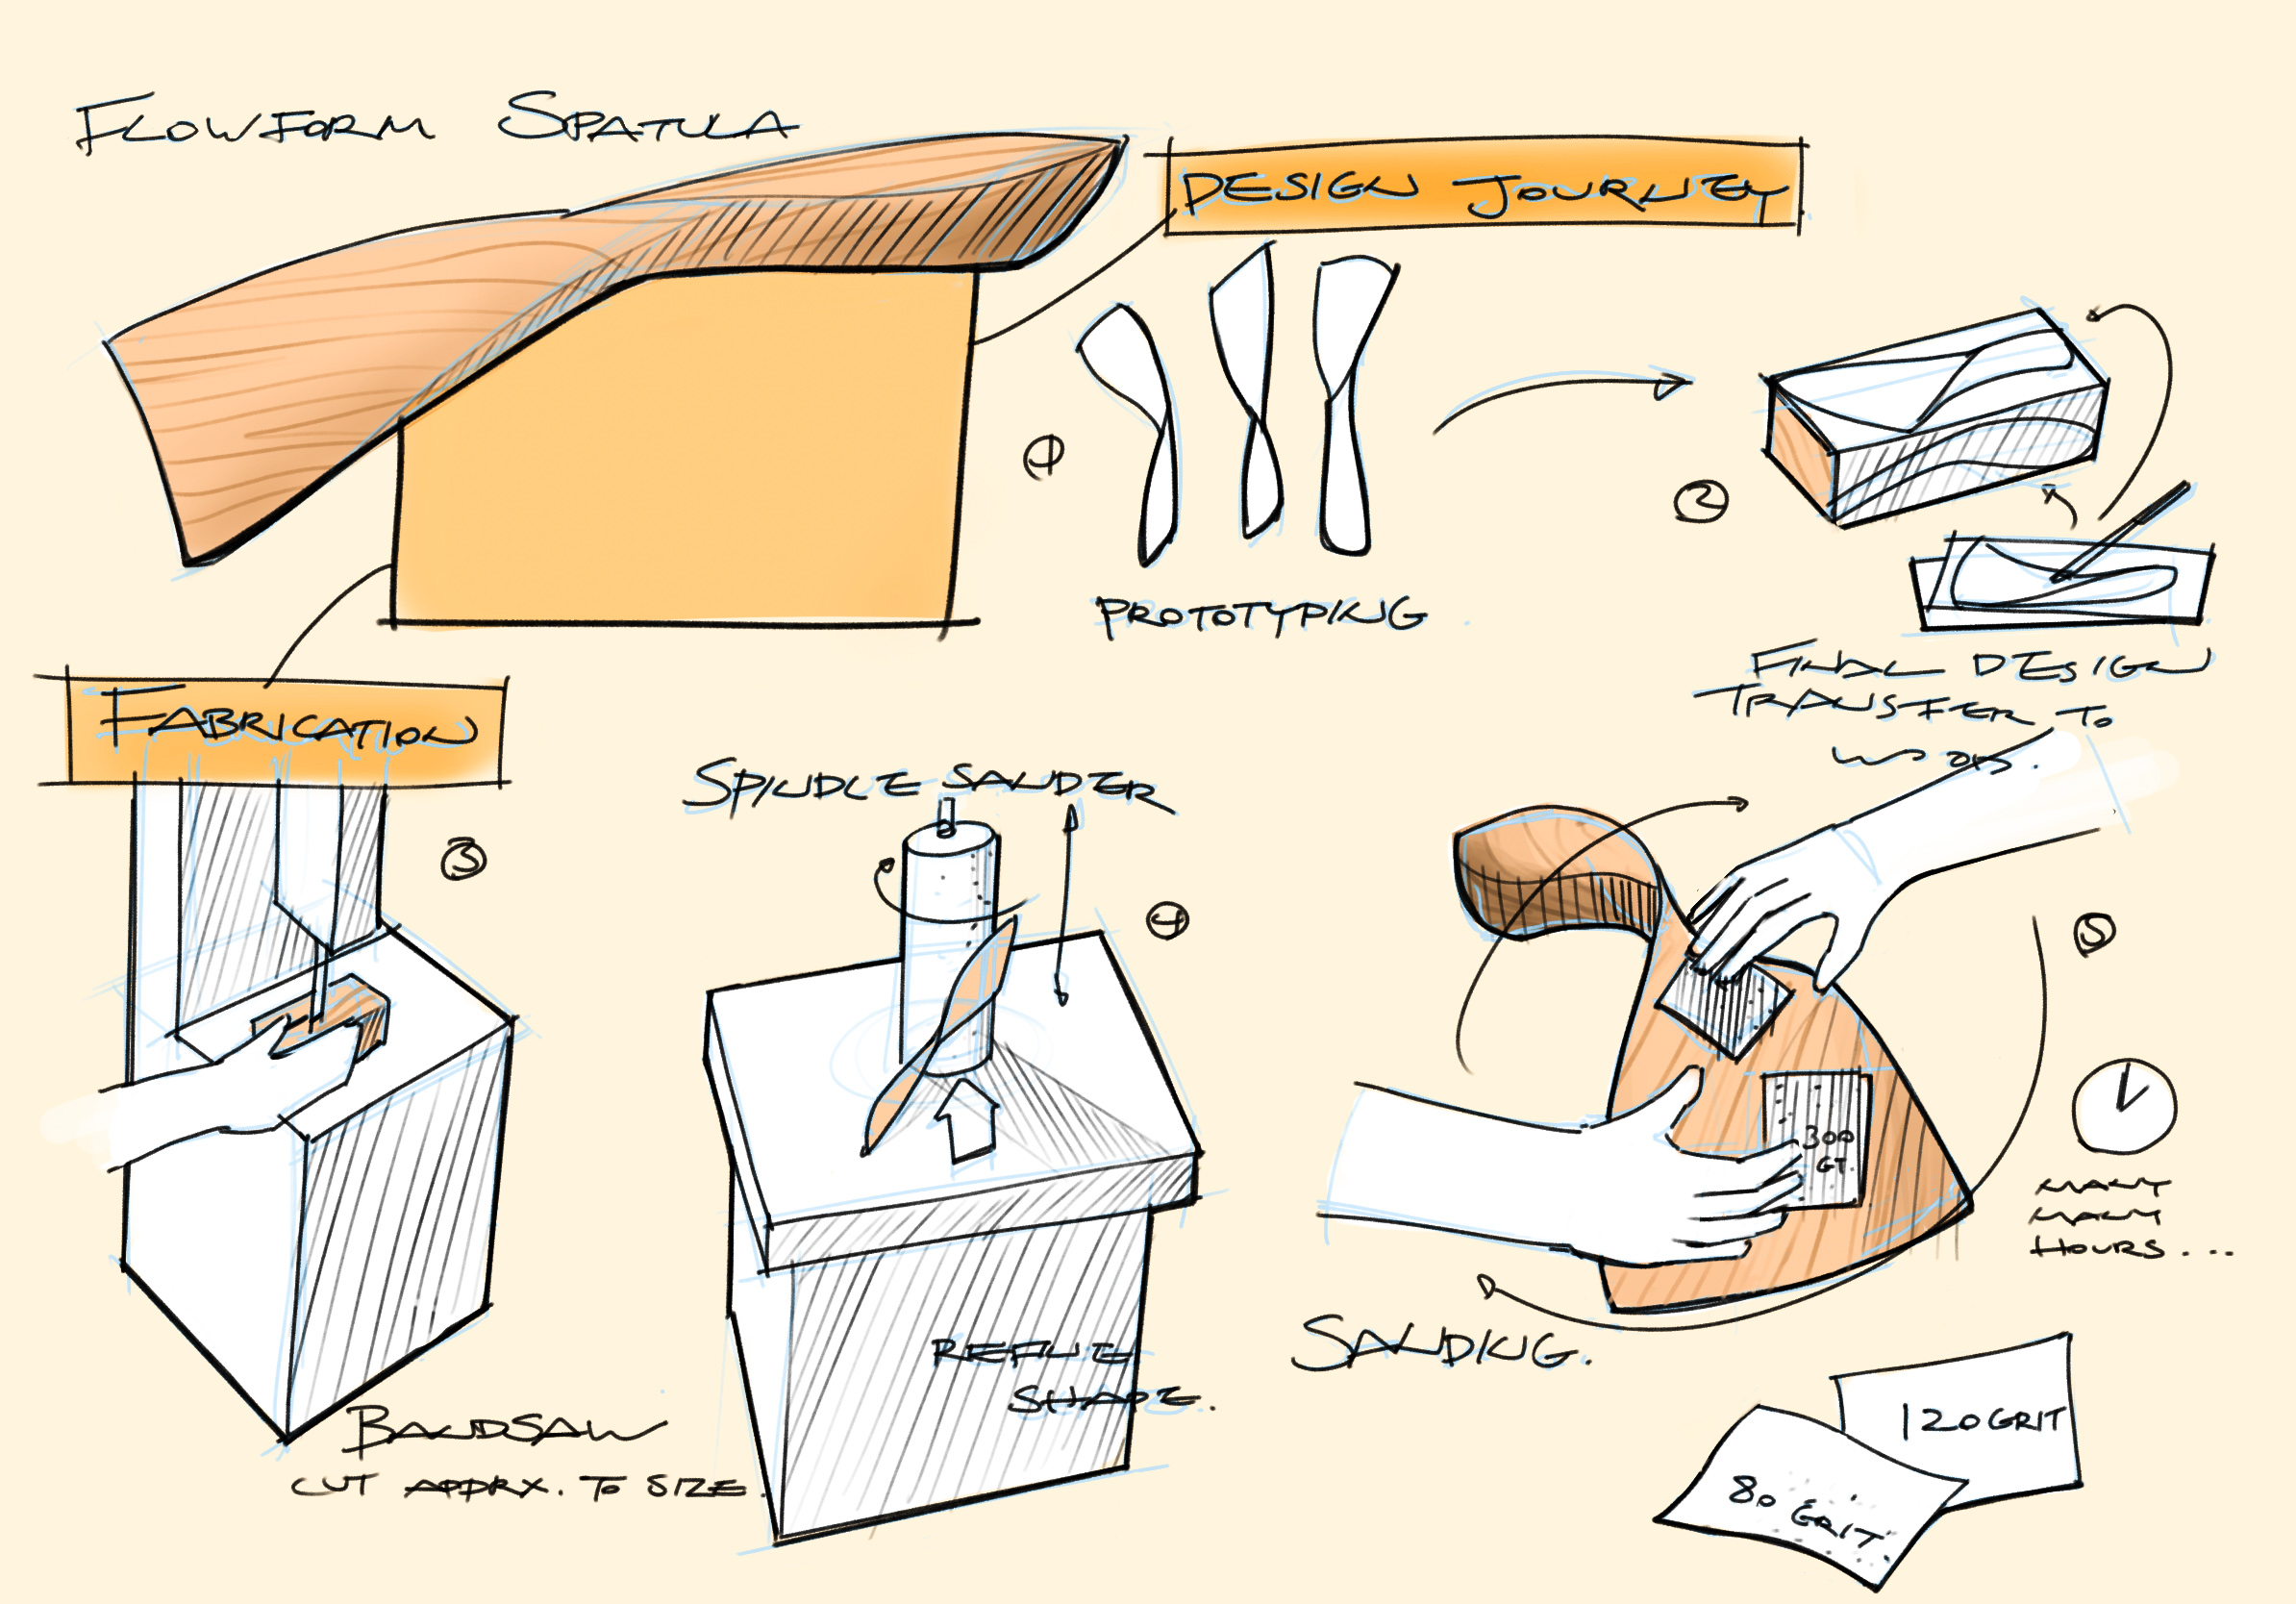 FLOWFORM SPATULA
DESIGN JOURNEY
1
PROTOTYPING
2
FINAL DESIGN
TRANSFER TO
WOOD.
FABRICATION
3
BANDSAW
CUT APPRX. TO SIZE.
SPINDLE SANDER
4
REFINE
SHAPE.
5
300
GT.
MANY
MANY
HOURS...
SANDING.
120 GRIT
80 GRIT